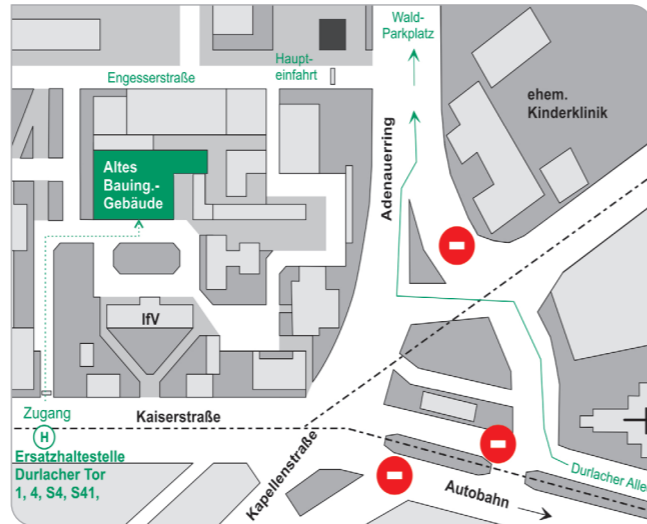 Wald-
Parkplatz
Haupt-
einfahrt
Engesserstraße
ehem.
Kinderklinik
Altes
Bauing.-
Gebäude
Adenauerring
IfV
Zugang
Kaiserstraße
H
Ersatzhaltestelle
Durlacher Tor
1, 4, S4, S41,
Kapellenstraße
Autobahn
Durlacher Alle